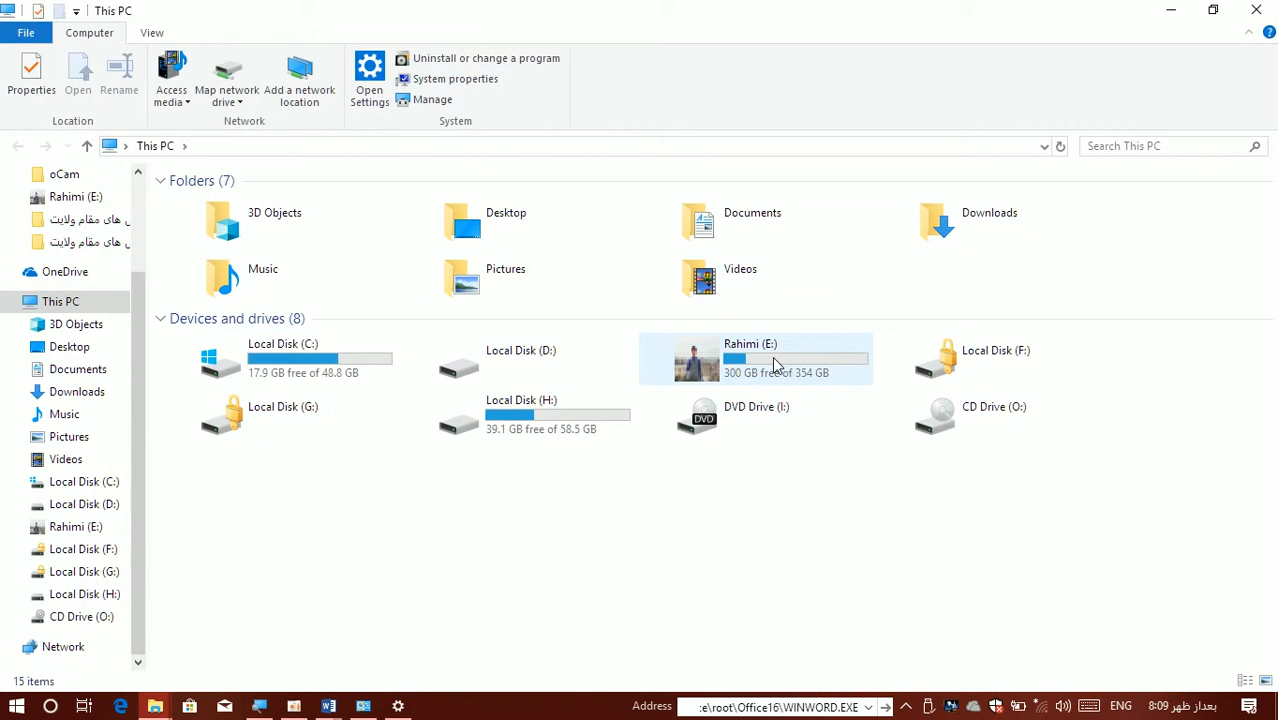 This PC
File
Computer
View
Properties
Open
Rename
Access media
Map network drive
Add a network location
Open Settings
Uninstall or change a program
System properties
Manage
Location
Network
System
This PC
Search This PC
oCam
Rahimi (E:)
ں های مقام ولایت
ں های مقام ولایت
OneDrive
This PC
3D Objects
Desktop
Documents
Downloads
Music
Pictures
Videos
Local Disk (C:)
Local Disk (D:)
Rahimi (E:)
Local Disk (F:)
Local Disk (G:)
Local Disk (H:)
CD Drive (O:)
Network
Folders (7)
3D Objects
Desktop
Documents
Downloads
Music
Pictures
Videos
Devices and drives (8)
Local Disk (C:)
17.9 GB free of 48.8 GB
Local Disk (D:)
Rahimi (E:)
300 GB free of 354 GB
Local Disk (F:)
Local Disk (G:)
Local Disk (H:)
39.1 GB free of 58.5 GB
DVD Drive (I:)
DVD
CD Drive (O:)
15 items
Address
:e\root\Office16\WINWORD.EXE
ENG
8:09 بعداز ظهر